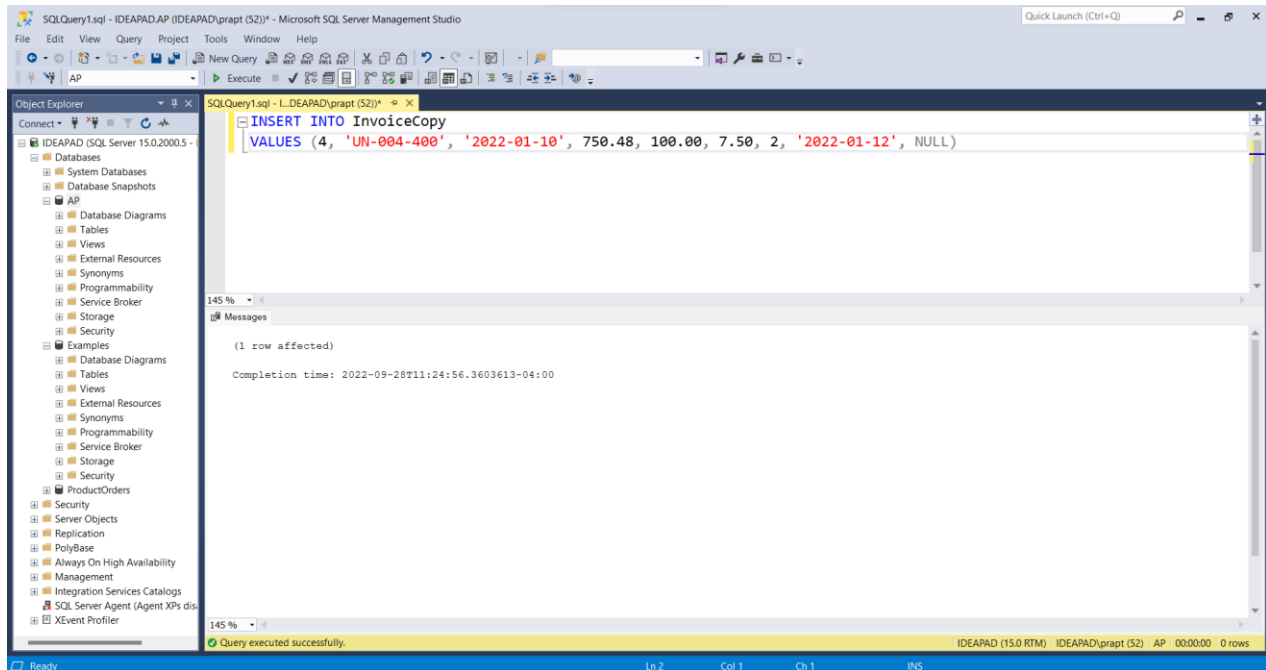 SQLQuery1.sql - IDEAPAD.AP (IDEAPAD\prapt (52))* - Microsoft SQL Server Management Studio
Quick Launch (Ctrl+Q)
File Edit View Query Project Tools Window Help
New Query
AP
Execute
Object Explorer
SQLQuery1.sql - I...DEAPAD\prapt (52))*
Connect
IDEAPAD (SQL Server 15.0.2000.5 -
Databases
System Databases
Database Snapshots
AP
Database Diagrams
Tables
Views
External Resources
Synonyms
Programmability
Service Broker
Storage
Security
Examples
Database Diagrams
Tables
Views
External Resources
Synonyms
Programmability
Service Broker
Storage
Security
ProductOrders
Security
Server Objects
Replication
PolyBase
Always On High Availability
Management
Integration Services Catalogs
SQL Server Agent (Agent XPs dis
XEvent Profiler
INSERT INTO InvoiceCopy
VALUES (4, 'UN-004-400', '2022-01-10', 750.48, 100.00, 7.50, 2, '2022-01-12', NULL)
145 %
Messages
(1 row affected)
Completion time: 2022-09-28T11:24:56.3603613-04:00
145 %
Query executed successfully.
IDEAPAD (15.0 RTM) IDEAPAD\prapt (52) AP 00:00:00 0 rows
Ready Ln 2 Col 1 Ch 1 INS